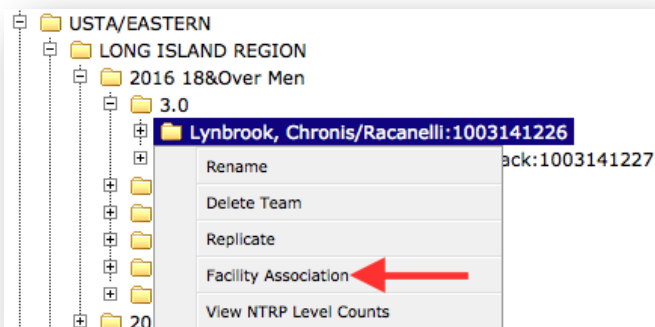 USTA/EASTERN
LONG ISLAND REGION
2016 18&Over Men
3.0
Lynbrook, Chronis/Racanelli:1003141226
ack:1003141227
Rename
Delete Team
Replicate
Facility Association
View NTRP Level Counts
20